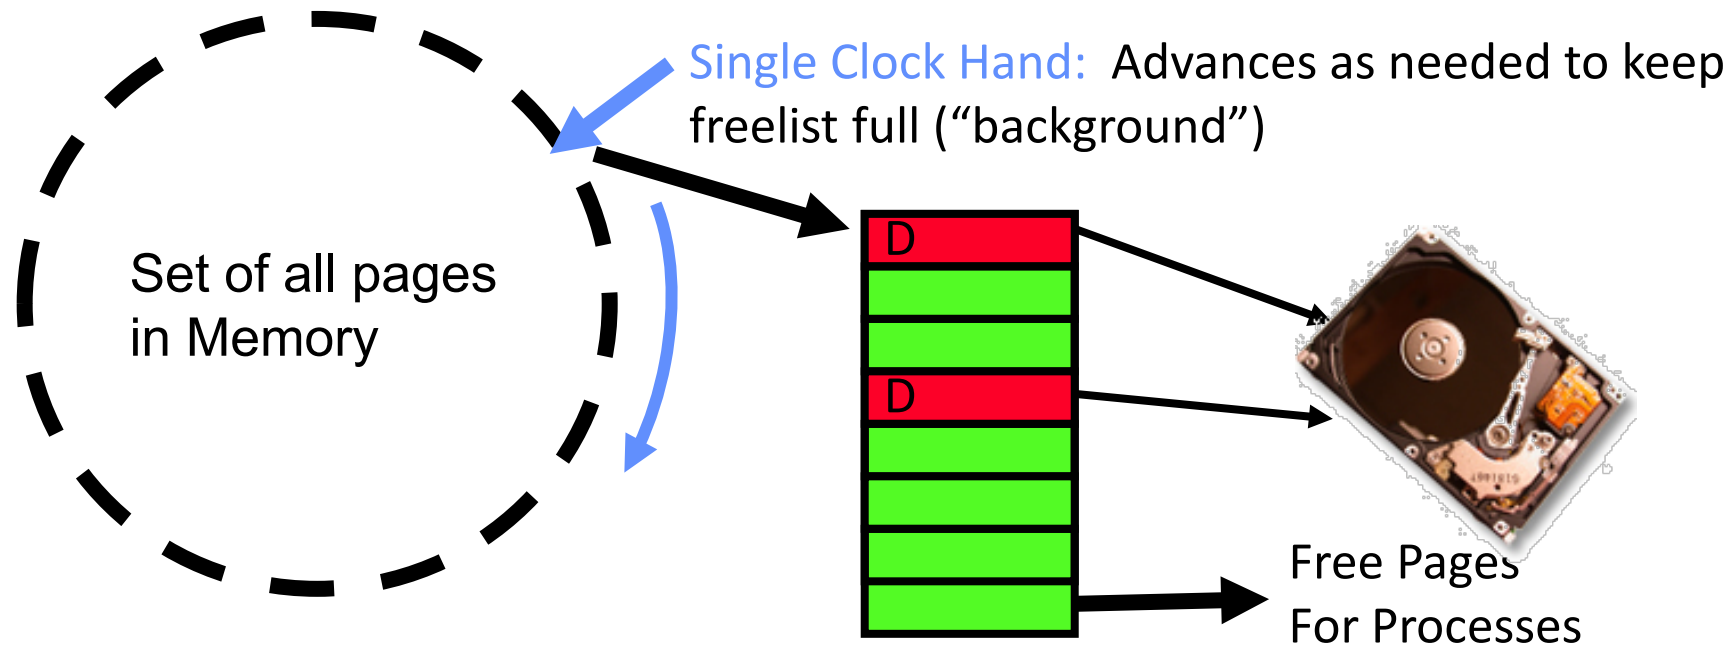 Single Clock Hand: Advances as needed to keep
freelist full (“background”)
Set of all pages
in Memory
D
D
Free Pages
For Processes